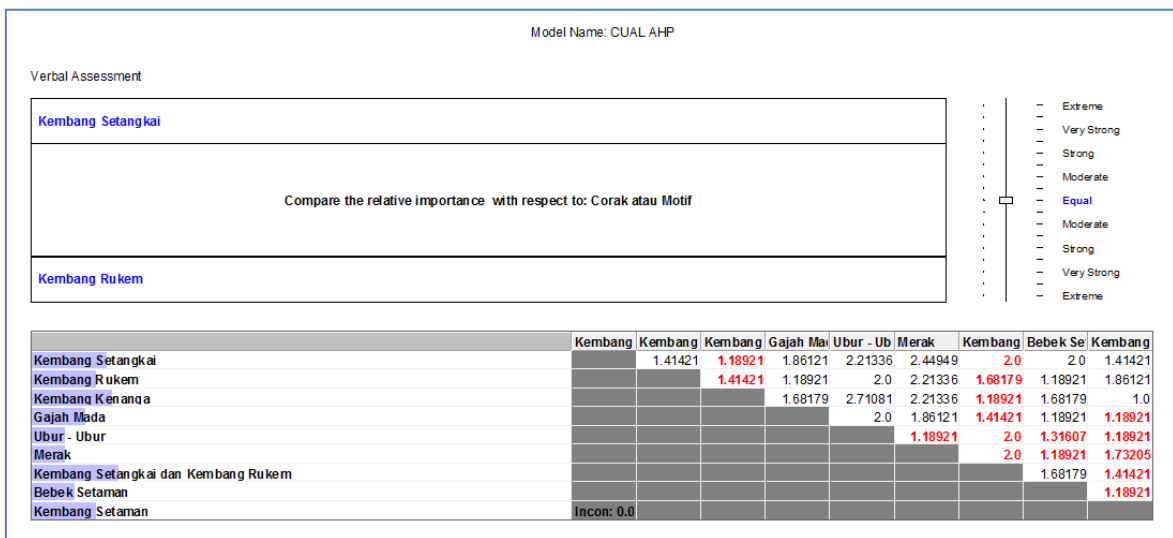 Model Name: CUAL AHP
Verbal Assessment
Kembang Setangkai
Compare the relative importance with respect to: Corak atau Motif
Kembang Rukem
Extreme
Very Strong
Strong
Moderate
Equal
Moderate
Strong
Very Strong
Extreme
Kembang Kembang Kembang Gajah Ma Ubur - Ub Merak Kembang Bebek Se Kembang
Kembang Setangkai 1.41421 1.18921 1.86121 2.21336 2.44949 2.0 2.0 1.41421
Kembang Rukem 1.41421 1.18921 2.0 2.21336 1.68179 1.18921 1.86121
Kembang Kenanga 1.68179 2.71081 2.21336 1.18921 1.68179 1.0
Gajah Mada 2.0 1.86121 1.41421 1.18921 1.18921
Ubur - Ubur 1.18921 2.0 1.31607 1.18921
Merak 2.0 1.18921 1.73205
Kembang Setangkai dan Kembang Rukem 1.68179 1.41421
Bebek Setaman 1.18921
Kembang Setaman Incon: 0.0